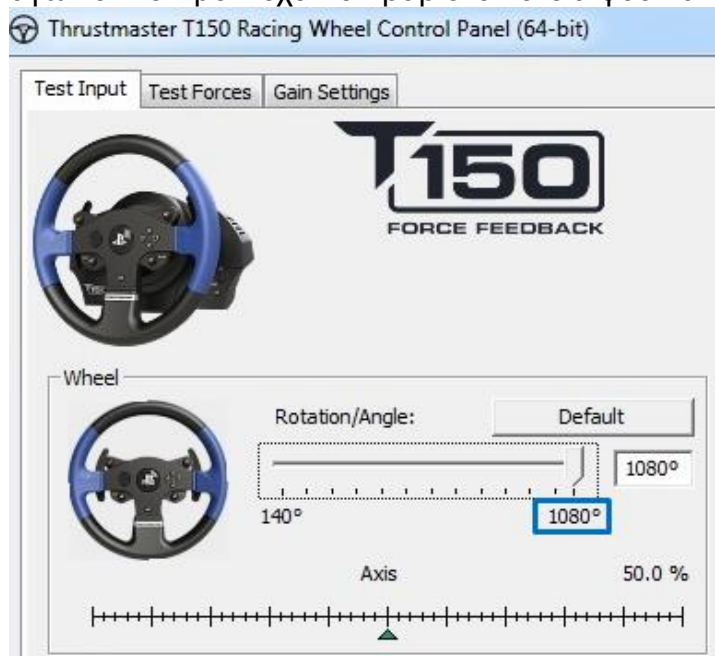 Thrustmaster T150 Racing Wheel Control Panel (64-bit)
Test Input Test Forces Gain Settings
T150
FORCE FEEDBACK
Wheel
Rotation/Angle: Default
1080°
140° 1080°
Axis 50.0 %